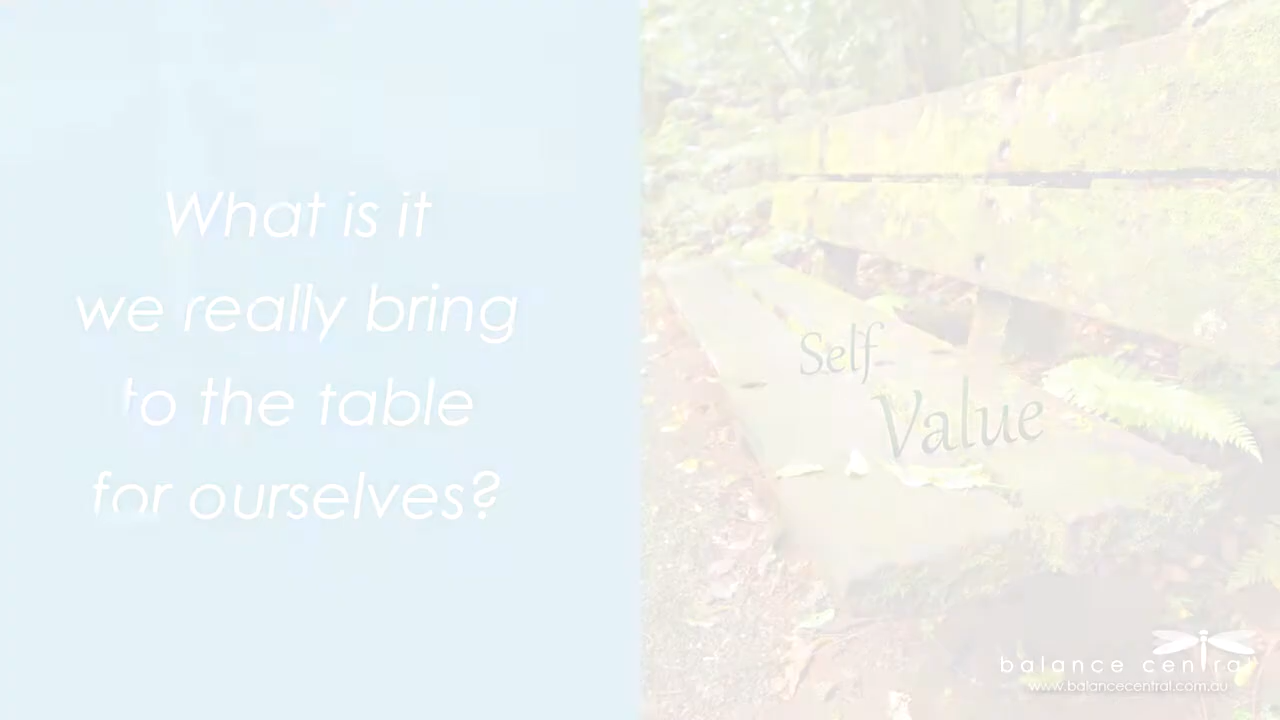 What is it
we really bring
to the table
for ourselves?
Self
Value
balance central
www.balancecentral.com.au